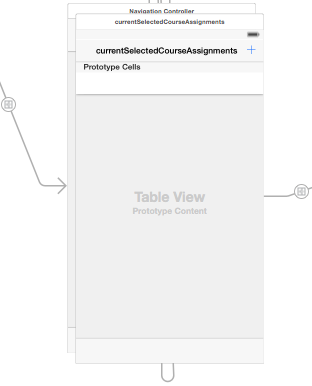 Navigation Controller
currentSelectedCourseAssignments
currentSelectedCourseAssignments +
Prototype Cells
Table View
Prototype Content